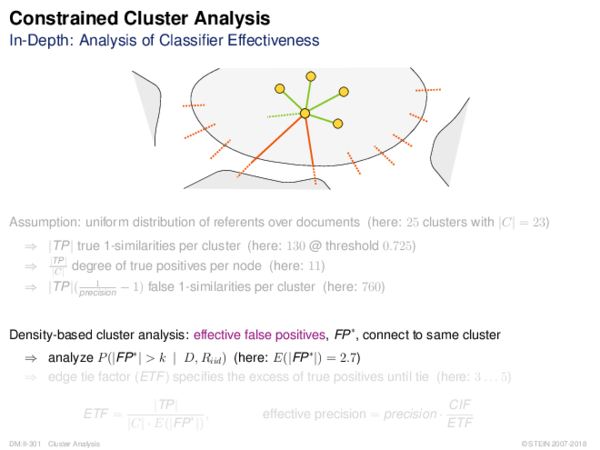 Constrained Cluster Analysis
In-Depth: Analysis of Classifier Effectiveness
Assumption: uniform distribution of referents over documents (here: 25 clusters with |C| = 23)
⇒ |TP| true 1-similarities per cluster (here: 130 @ threshold 0.725)
⇒ |TP|/|C| degree of true positives per node (here: 11)
⇒ |TP|(1/precision − 1) false 1-similarities per cluster (here: 760)
Density-based cluster analysis: effective false positives, FP*, connect to same cluster
⇒ analyze P(|FP*| > k | D, R_iid) (here: E(|FP*|) = 2.7)
⇒ edge tie factor (ETF) specifies the excess of true positives until tie (here: 3 … 5)
ETF = |TP| / (|C| · E(|FP*|)), effective precision = precision · CIF/ETF
DM:II-301 Cluster Analysis © STEIN 2007-2018